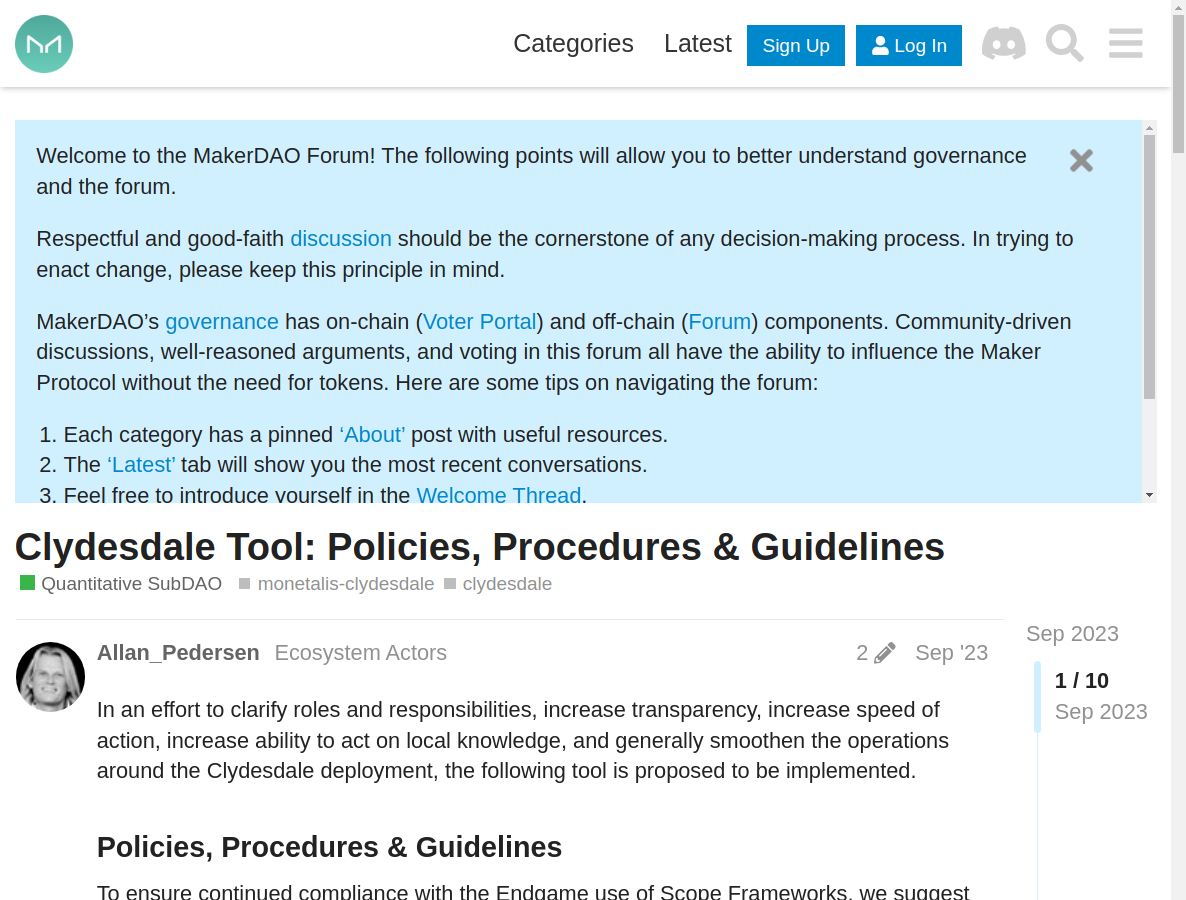 Categories Latest Sign Up Log In
Welcome to the MakerDAO Forum! The following points will allow you to better understand governance
and the forum.
Respectful and good-faith discussion should be the cornerstone of any decision-making process. In trying to
enact change, please keep this principle in mind.
MakerDAO’s governance has on-chain (Voter Portal) and off-chain (Forum) components. Community-driven
discussions, well-reasoned arguments, and voting in this forum all have the ability to influence the Maker
Protocol without the need for tokens. Here are some tips on navigating the forum:
1. Each category has a pinned ‘About’ post with useful resources.
2. The ‘Latest’ tab will show you the most recent conversations.
3. Feel free to introduce yourself in the Welcome Thread.
Clydesdale Tool: Policies, Procedures & Guidelines
Quantitative SubDAO monetalis-clydesdale clydesdale
Allan_Pedersen Ecosystem Actors 2 Sep '23
In an effort to clarify roles and responsibilities, increase transparency, increase speed of
action, increase ability to act on local knowledge, and generally smoothen the operations
around the Clydesdale deployment, the following tool is proposed to be implemented.
Policies, Procedures & Guidelines
To ensure continued compliance with the Endgame use of Scope Frameworks, we suggest
Sep 2023
1 / 10
Sep 2023